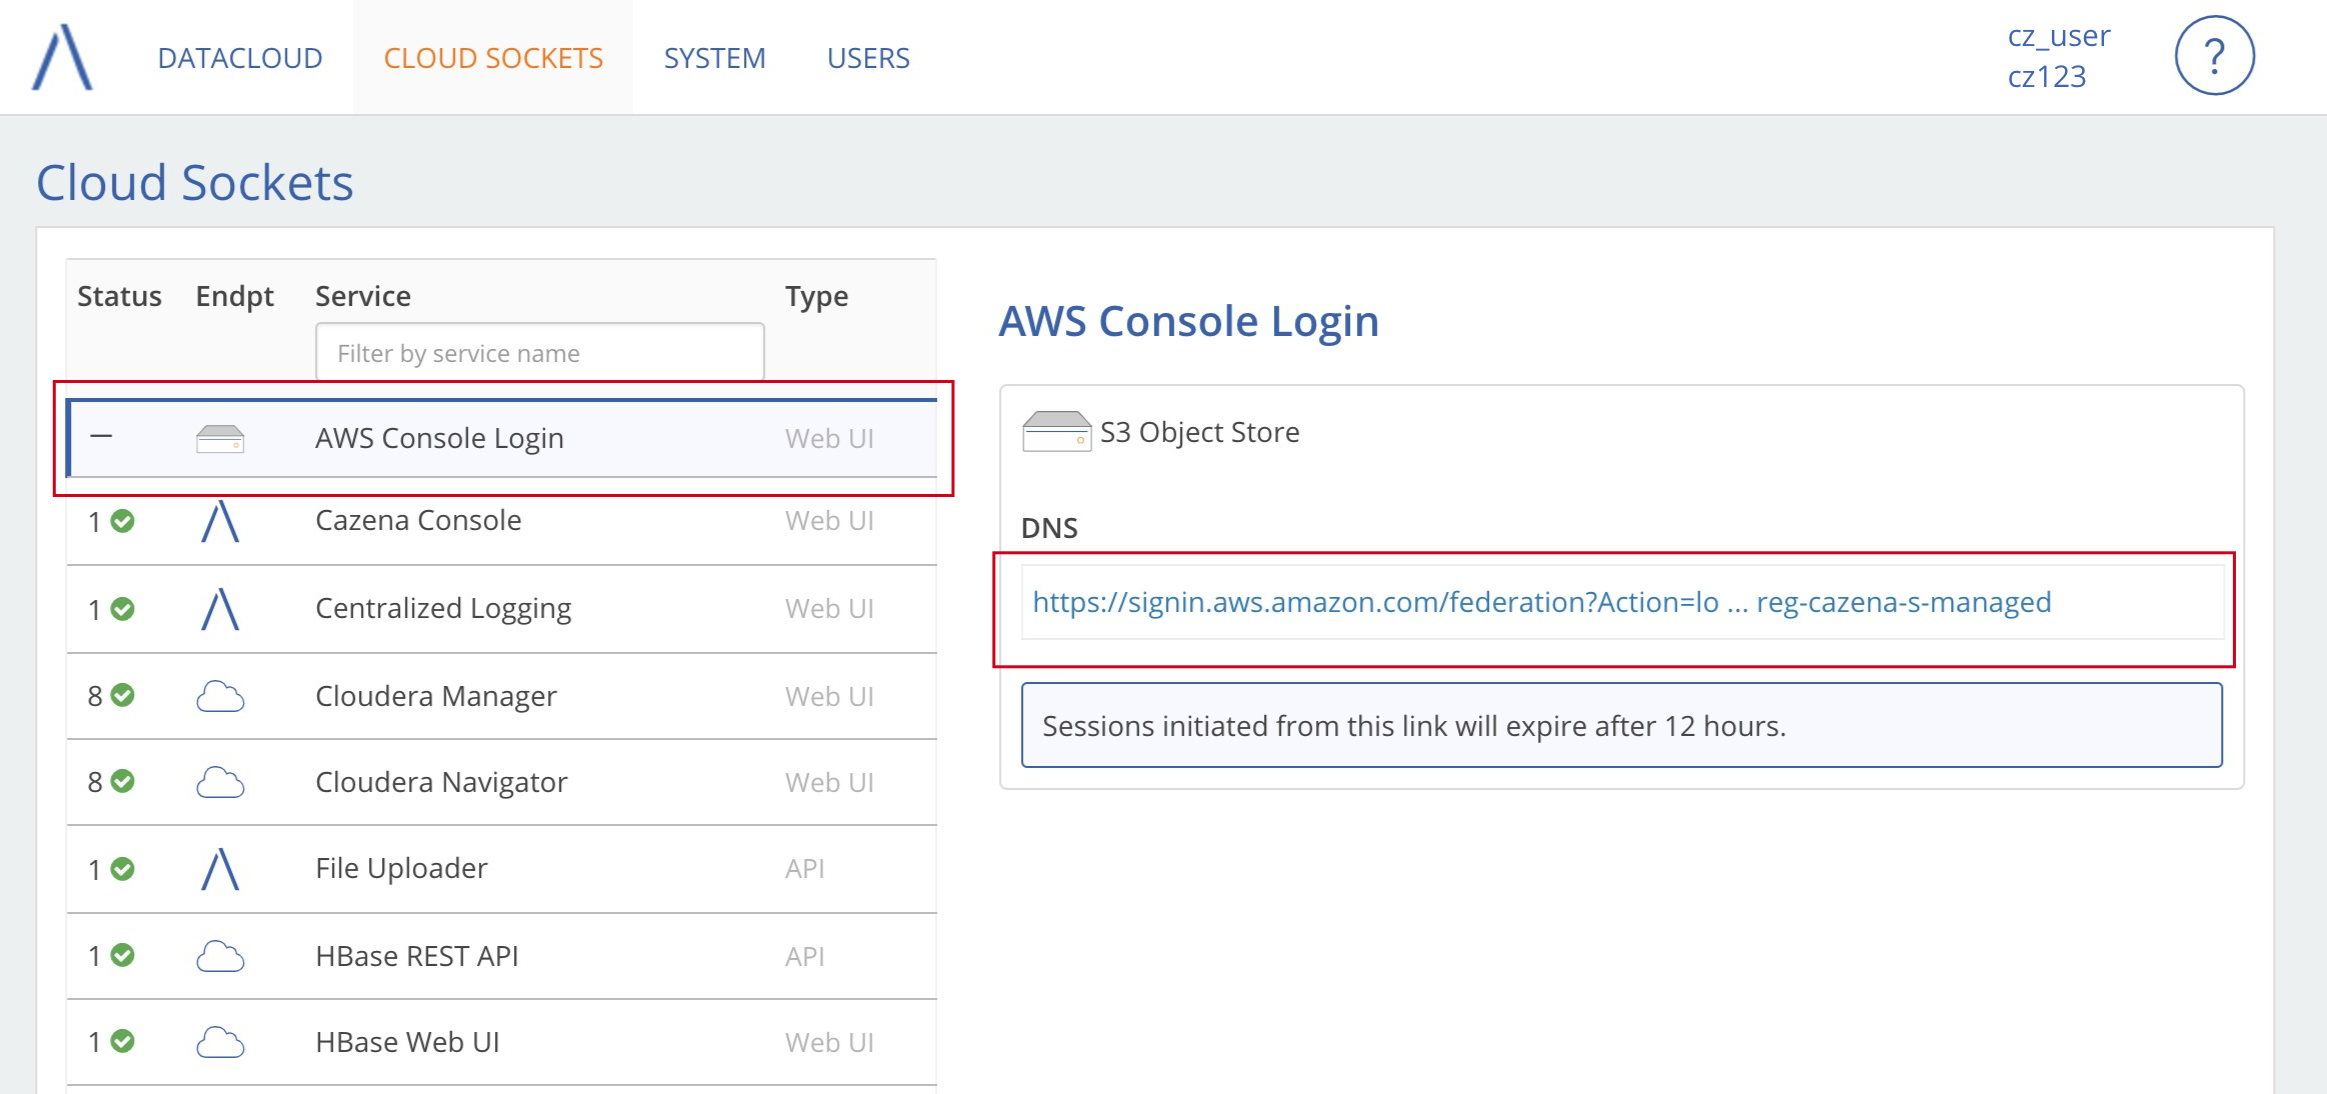 DATACLOUD CLOUD SOCKETS SYSTEM USERS
cz_user
cz123
?
Cloud Sockets
Status Endpt Service Type
Filter by service name
— AWS Console Login Web UI
1 Cazena Console Web UI
1 Centralized Logging Web UI
8 Cloudera Manager Web UI
8 Cloudera Navigator Web UI
1 File Uploader API
1 HBase REST API API
1 HBase Web UI Web UI
AWS Console Login
S3 Object Store
DNS
https://signin.aws.amazon.com/federation?Action=lo ... reg-cazena-s-managed
Sessions initiated from this link will expire after 12 hours.